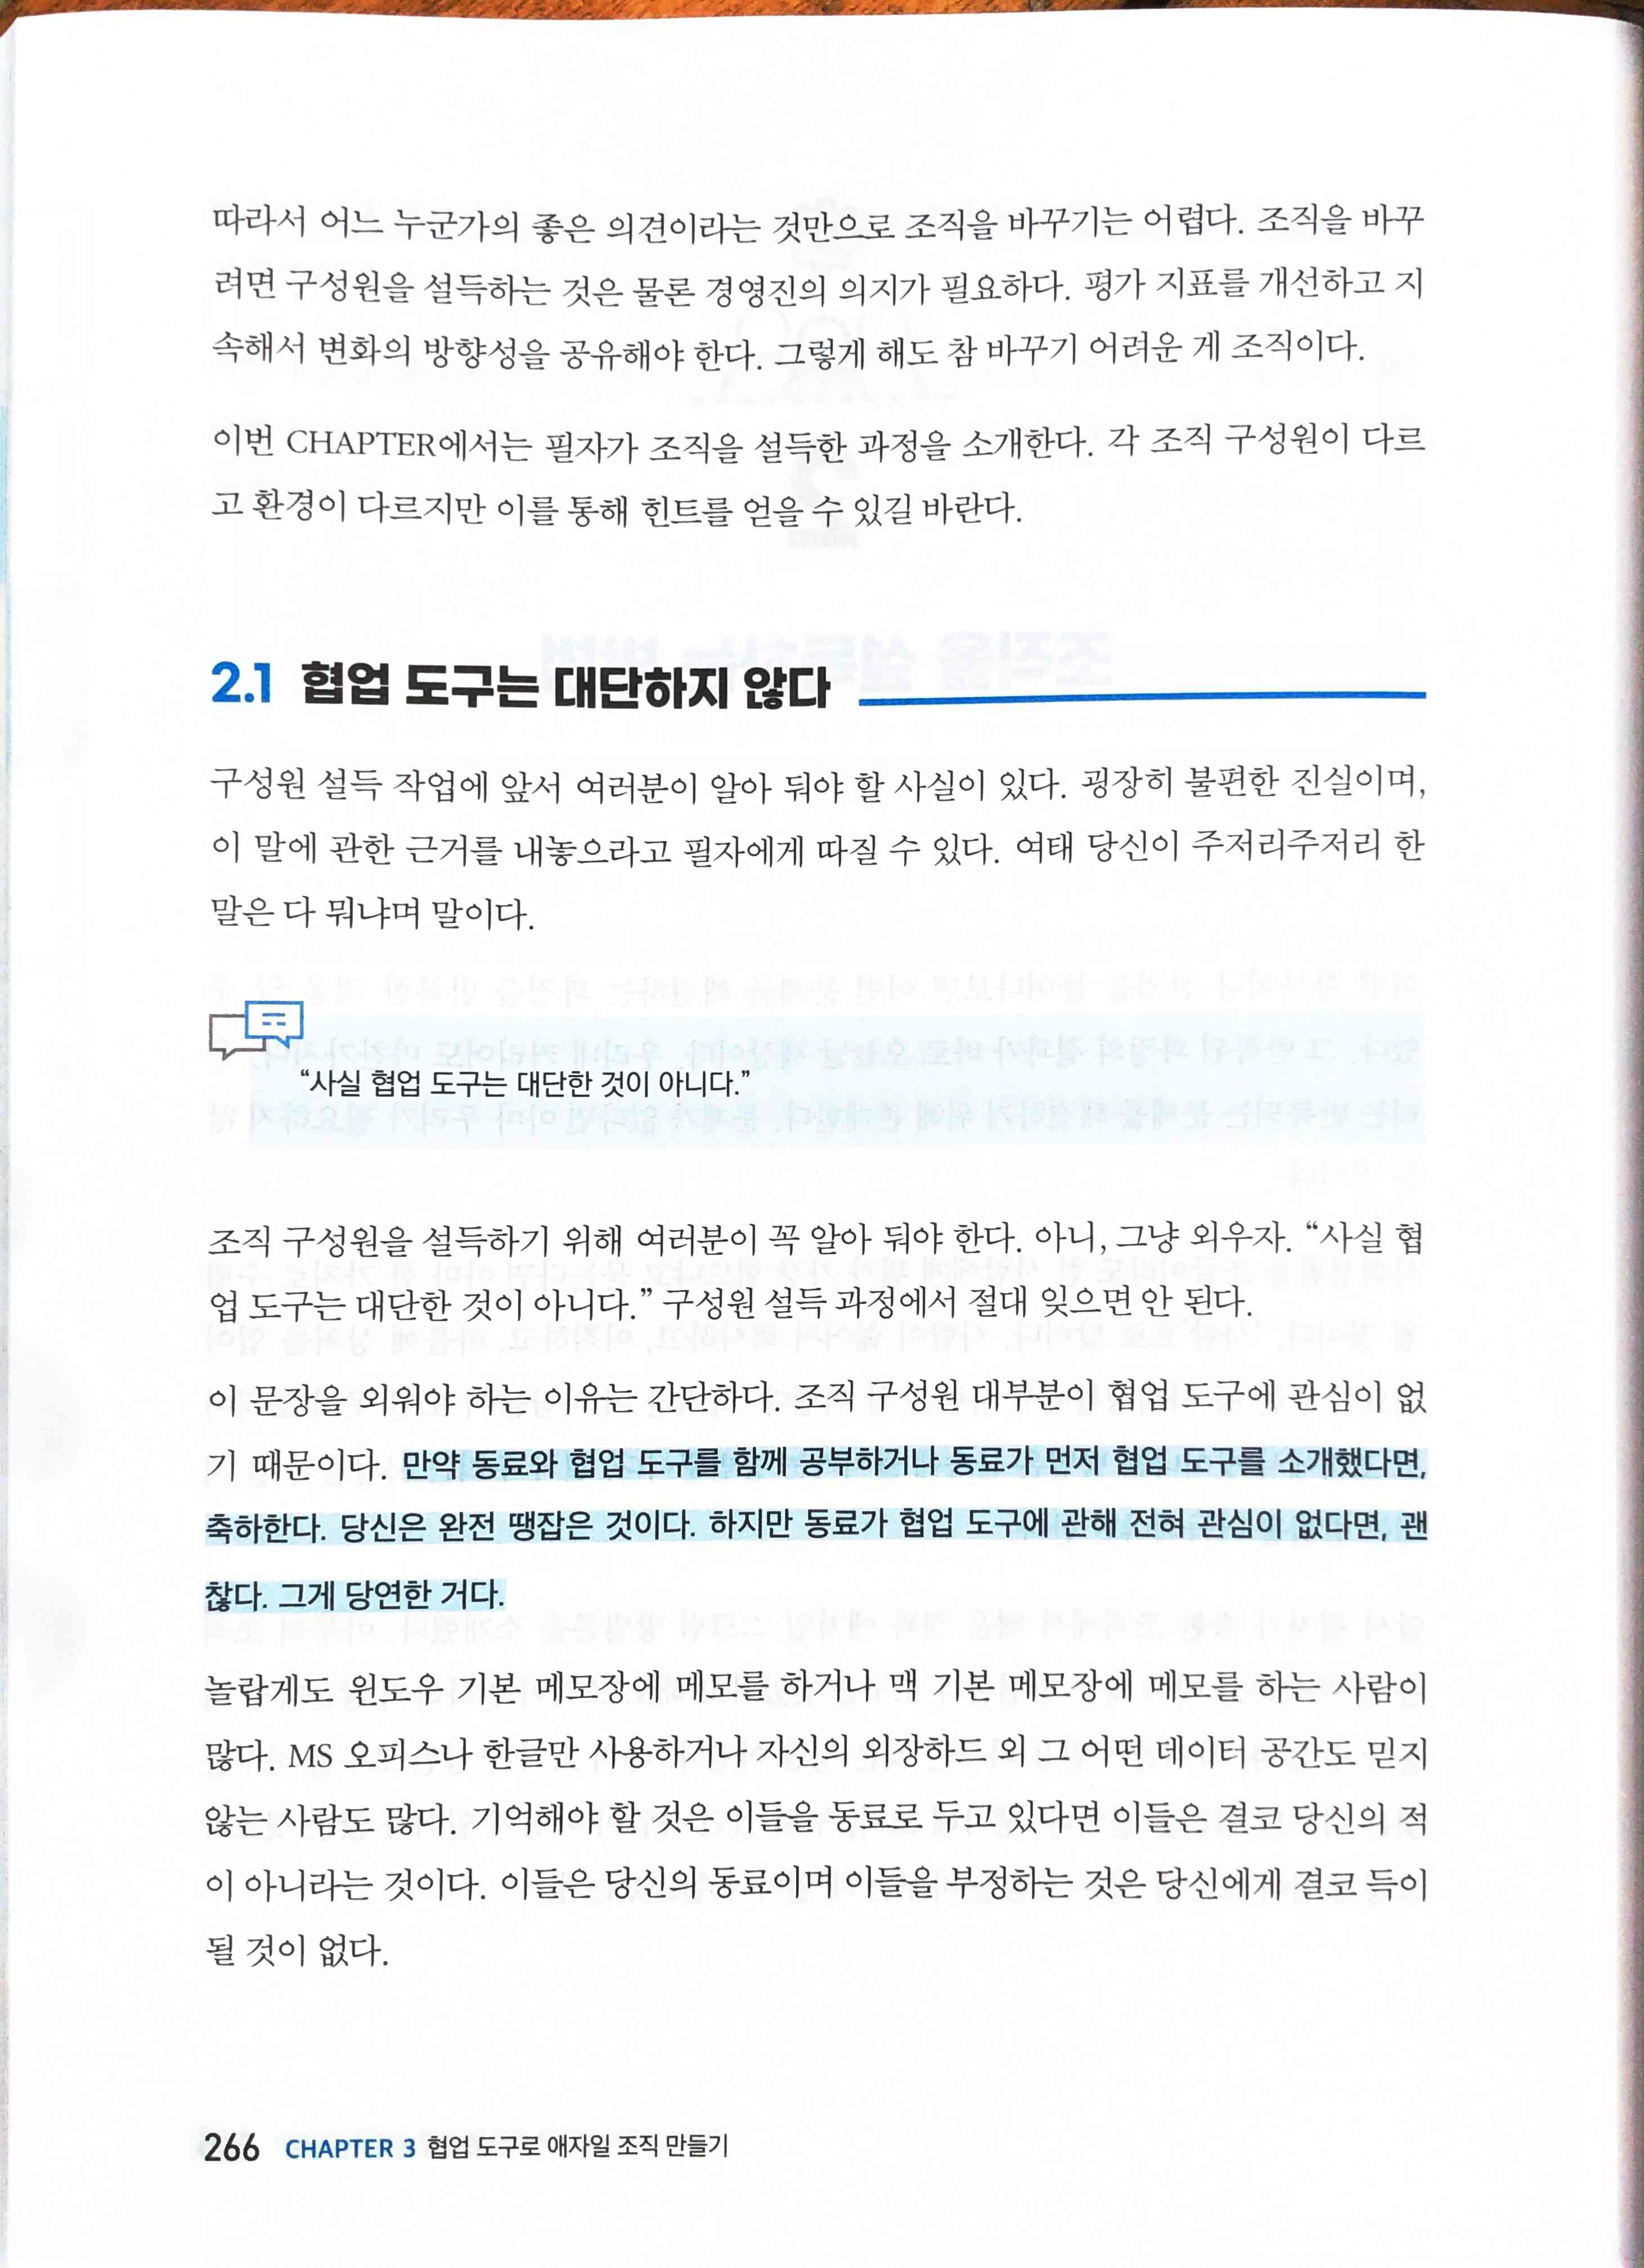 따라서 어느 누군가의 좋은 의견이라는 것만으로 조직을 바꾸기는 어렵다. 조직을 바꾸
려면 구성원을 설득하는 것은 물론 경영진의 의지가 필요하다. 평가 지표를 개선하고 지
속해서 변화의 방향성을 공유해야 한다. 그렇게 해도 참 바꾸기 어려운 게 조직이다.
이번 CHAPTER에서는 필자가 조직을 설득한 과정을 소개한다. 각 조직 구성원이 다르
고 환경이 다르지만 이를 통해 힌트를 얻을 수 있길 바란다.
2.1 협업 도구는 대단하지 않다
구성원 설득 작업에 앞서 여러분이 알아 둬야 할 사실이 있다. 굉장히 불편한 진실이며,
이 말에 관한 근거를 내놓으라고 필자에게 따질 수 있다. 여태 당신이 주저리주저리 한
말은 다 뭐냐며 말이다.
“사실 협업 도구는 대단한 것이 아니다.”
조직 구성원을 설득하기 위해 여러분이 꼭 알아 둬야 한다. 아니, 그냥 외우자. “사실 협
업 도구는 대단한 것이 아니다.” 구성원 설득 과정에서 절대 잊으면 안 된다.
이 문장을 외워야 하는 이유는 간단하다. 조직 구성원 대부분이 협업 도구에 관심이 없
기 때문이다. 만약 동료와 협업 도구를 함께 공부하거나 동료가 먼저 협업 도구를 소개했다면,
축하한다. 당신은 완전 땡잡은 것이다. 하지만 동료가 협업 도구에 관해 전혀 관심이 없다면, 괜
찮다. 그게 당연한 거다.
놀랍게도 윈도우 기본 메모장에 메모를 하거나 맥 기본 메모장에 메모를 하는 사람이
많다. MS 오피스나 한글만 사용하거나 자신의 외장하드 외 그 어떤 데이터 공간도 믿지
않는 사람도 많다. 기억해야 할 것은 이들을 동료로 두고 있다면 이들은 결코 당신의 적
이 아니라는 것이다. 이들은 당신의 동료이며 이들을 부정하는 것은 당신에게 결코 득이
될 것이 없다.
266 CHAPTER 3 협업 도구로 애자일 조직 만들기